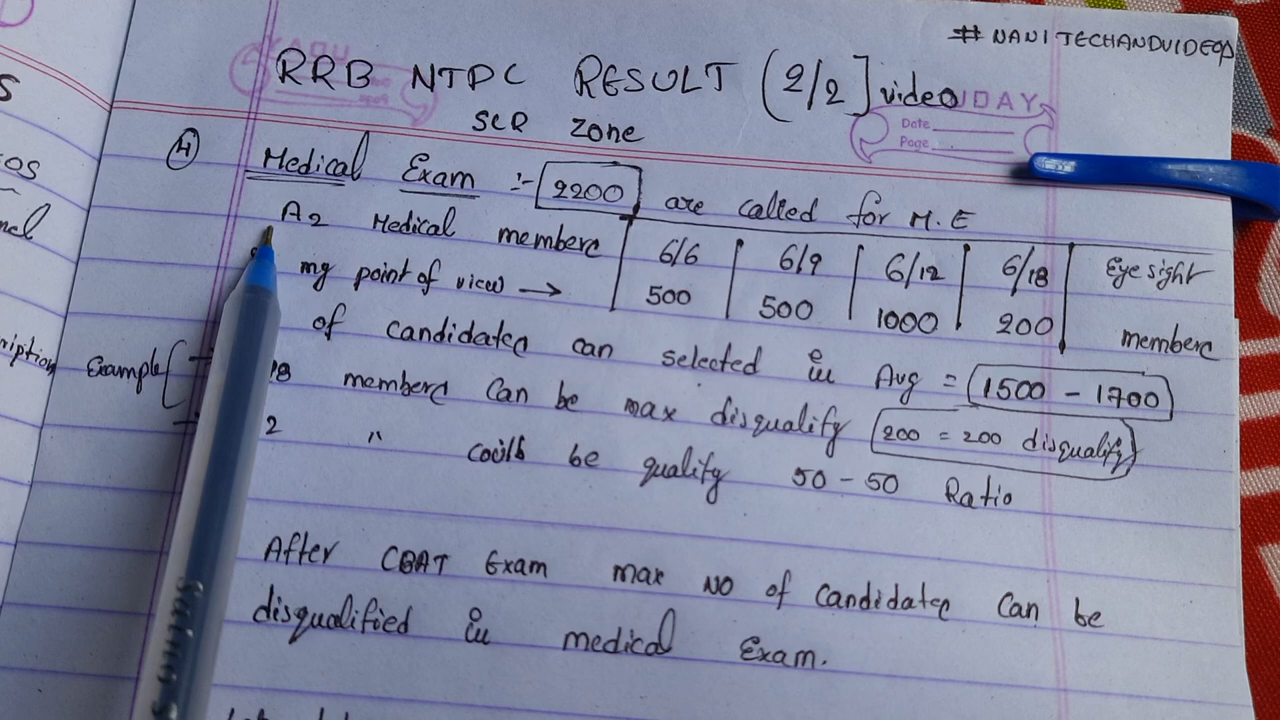 # NANI TECHANDVIDEOS
RRB NTPC RESULT (2/2] video
SCR Zone
Date
Page
4 Medical Exam :- 2200 are called for M.E
A2 Medical members 6/6 6/9 6/12 6/18 Eye sight
my point of view → 500 500 1000 200 members
of candidates can selected in Avg = 1500 - 1700
Example 18 members can be max disqualify 200 = 200 disqualify
2 " could be qualify 50 - 50 Ratio
After CBAT Exam max NO of candidates can be
disqualified in medical Exam.